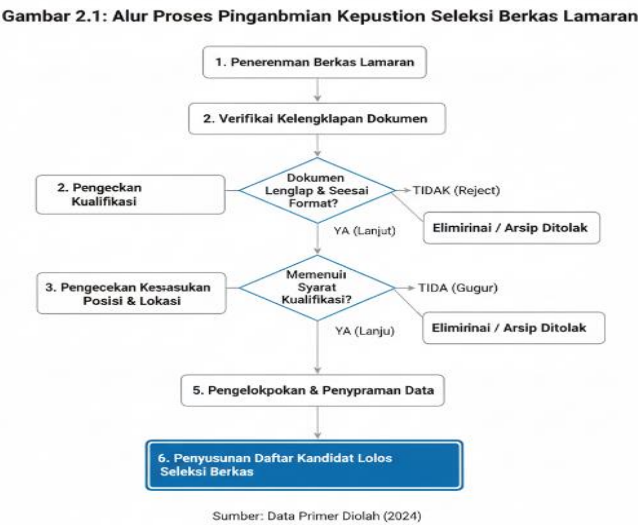 Gambar 2.1: Alur Proses Pinganbmian Kepustion Seleksi Berkas Lamaran
1. Penerenman Berkas Lamaran
2. Verifikai Kelengklapan Dokumen
Dokumen
Lenglap & Seesai
Format?
2. Pengeckan
Kualifikasi
TIDAK (Reject)
Elimirinai / Arsip Ditolak
YA (Lanjut)
Memenuin
Syarat
Kualifikasi?
3. Pengecekan Kesıasukan
Posisi & Lokasi
TIDA (Gugur)
Elimirinai / Arsip Ditolak
YA (Lanju)
5. Pengelokpokan & Penypraman Data
6. Penyusunan Daftar Kandidat Lolos
Seleksi Berkas
Sumber: Data Primer Diolah (2024)